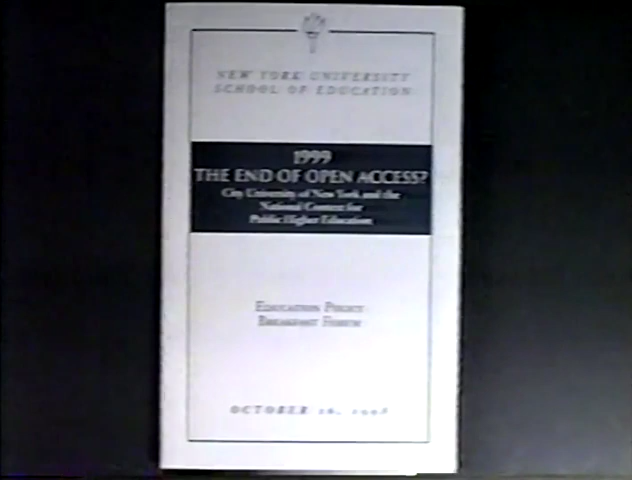 NEW YORK UNIVERSITY
SCHOOL OF EDUCATION
1999
THE END OF OPEN ACCESS?
City University of New York and the
National Context for
Public Higher Education
EDUCATION POLICY
BREAKFAST FORUM
OCTOBER